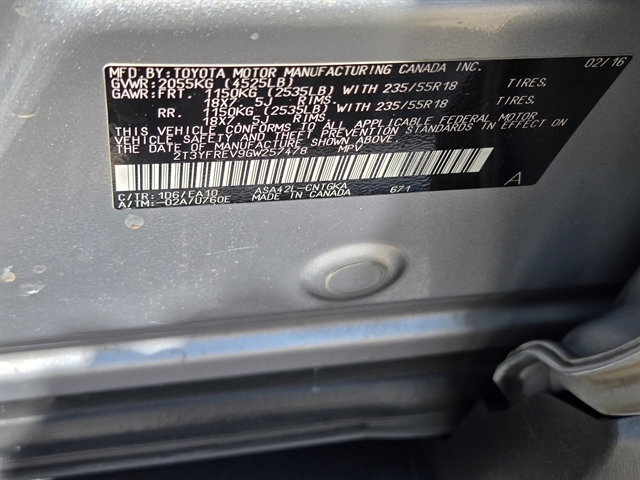 MFD.BY:TOYOTA MOTOR MANUFACTURING CANADA INC. 02/16
GVWR:2055KG (4525LB)
GAWR:FRT. 1150KG (2535LB) WITH 235/55R18 TIRES.
18X7.5J RIMS.
RR. 1150KG (2535LB) WITH 235/55R18 TIRES.
18X7.5J RIMS.
THIS VEHICLE CONFORMS TO ALL APPLICABLE FEDERAL MOTOR
VEHICLE SAFETY AND THEFT PREVENTION STANDARDS IN EFFECT ON
THE DATE OF MANUFACTURE SHOWN ABOVE.
2T3YFREV9GW257478 MPV
C/TR:1D6/EA10 ASA42L-CNTGKA 671 A
A/TM:-02A/U760E MADE IN CANADA